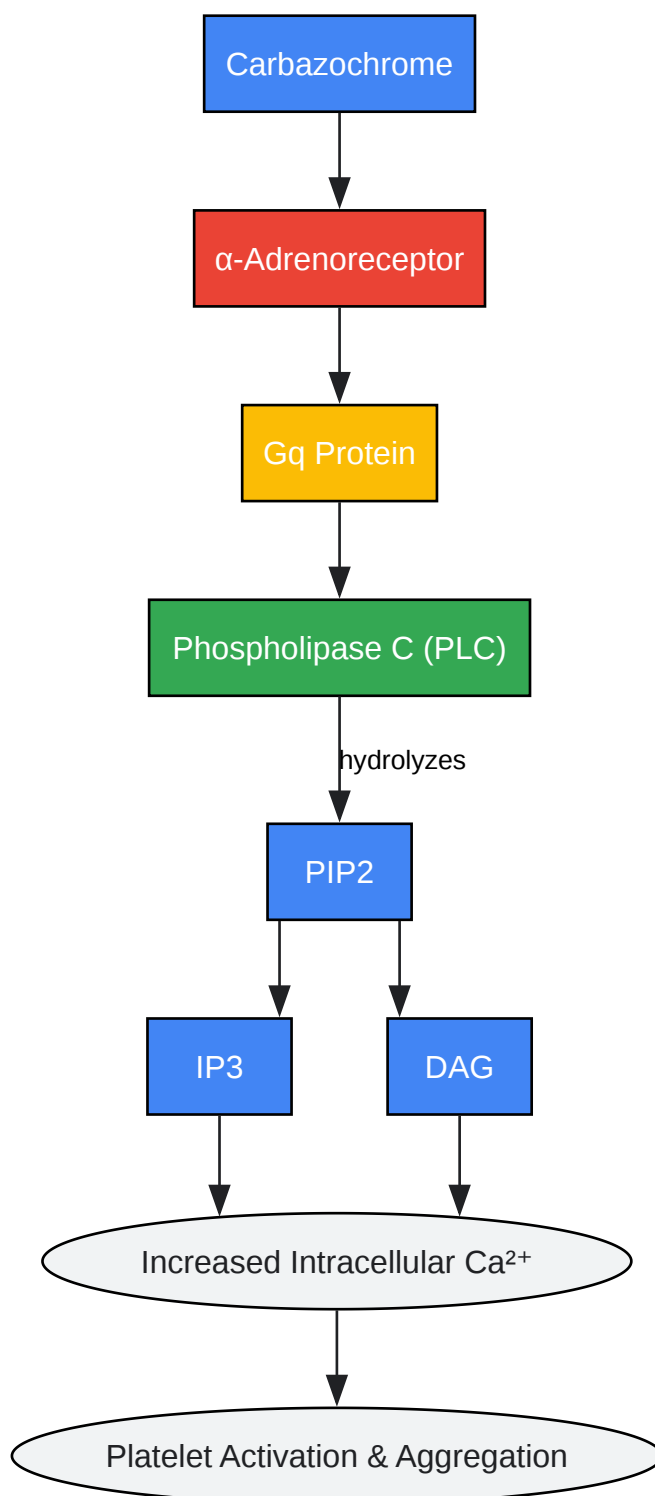 Carbazochrome
α-Adrenoreceptor
Gq Protein
Phospholipase C (PLC)
hydrolyzes
PIP2
IP3
DAG
Increased Intracellular Ca²⁺
Platelet Activation & Aggregation